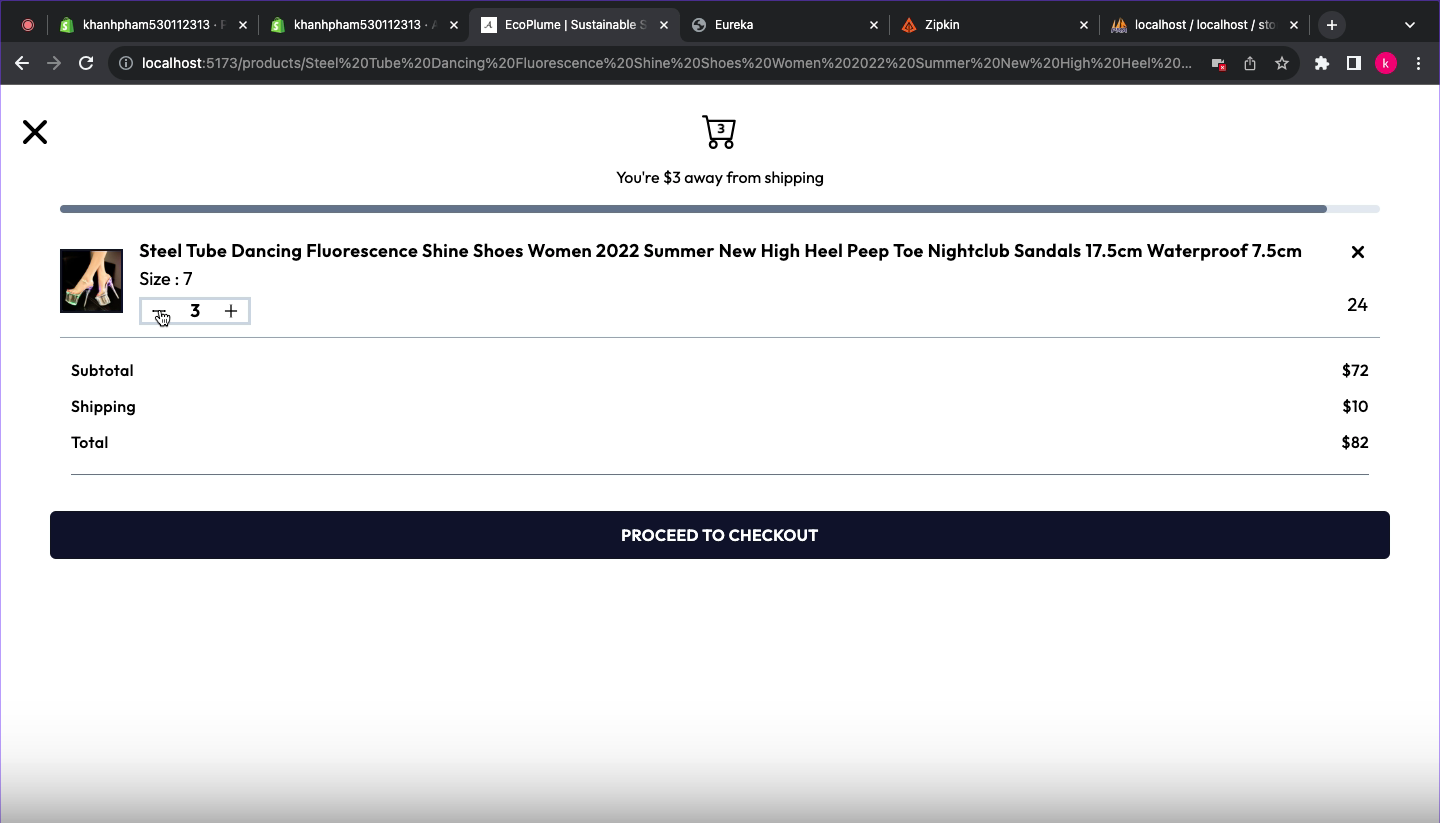 khanhpham530112313 · F
khanhpham530112313 · A
EcoPlume | Sustainable S
Eureka
Zipkin
localhost / localhost / sto
localhost:5173/products/Steel%20Tube%20Dancing%20Fluorescence%20Shine%20Shoes%20Women%202022%20Summer%20New%20High%20Heel%20...
k
3
You're $3 away from shipping
Steel Tube Dancing Fluorescence Shine Shoes Women 2022 Summer New High Heel Peep Toe Nightclub Sandals 17.5cm Waterproof 7.5cm
Size : 7
3
24
Subtotal $72
Shipping $10
Total $82
PROCEED TO CHECKOUT